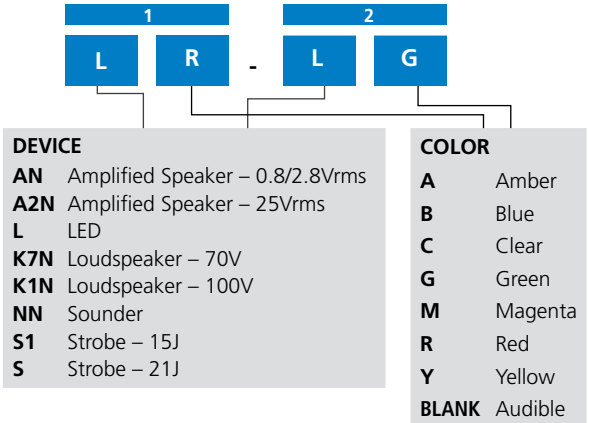 1 2
L R - L G
DEVICE
AN Amplified Speaker – 0.8/2.8Vrms
A2N Amplified Speaker – 25Vrms
L LED
K7N Loudspeaker – 70V
K1N Loudspeaker – 100V
NN Sounder
S1 Strobe – 15J
S Strobe – 21J
COLOR
A Amber
B Blue
C Clear
G Green
M Magenta
R Red
Y Yellow
BLANK Audible